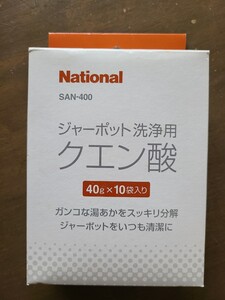 National
SAN-400
ジャーポット洗浄用
クエン酸
40g×10袋入り
ガンコな湯あかをスッキリ分解
ジャーポットをいつも清潔に